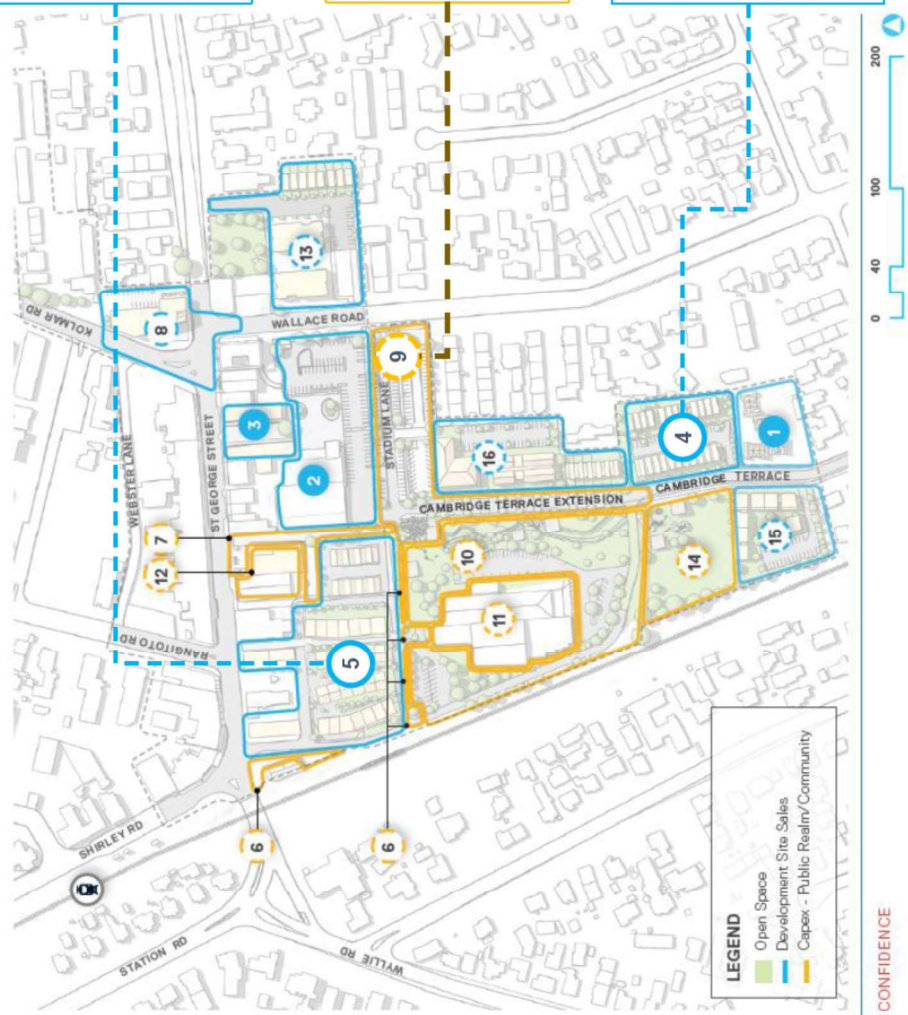 KOLMAR RD
8
13
WALLACE ROAD
WEBSTER LANE
ST GEORGE STREET
3
2
STADIUM LANE
9
16
4
1
CAMBRIDGE TERRACE EXTENSION
CAMBRIDGE TERRACE
7
12
RANGITOTO RD
5
10
11
14
15
SHIRLEY RD
6
6
STATION RD
WYLLIE RD
LEGEND
Open Space
Development Site Sales
Capex - Public Realm/Community
0 40 100 200
CONFIDENCE